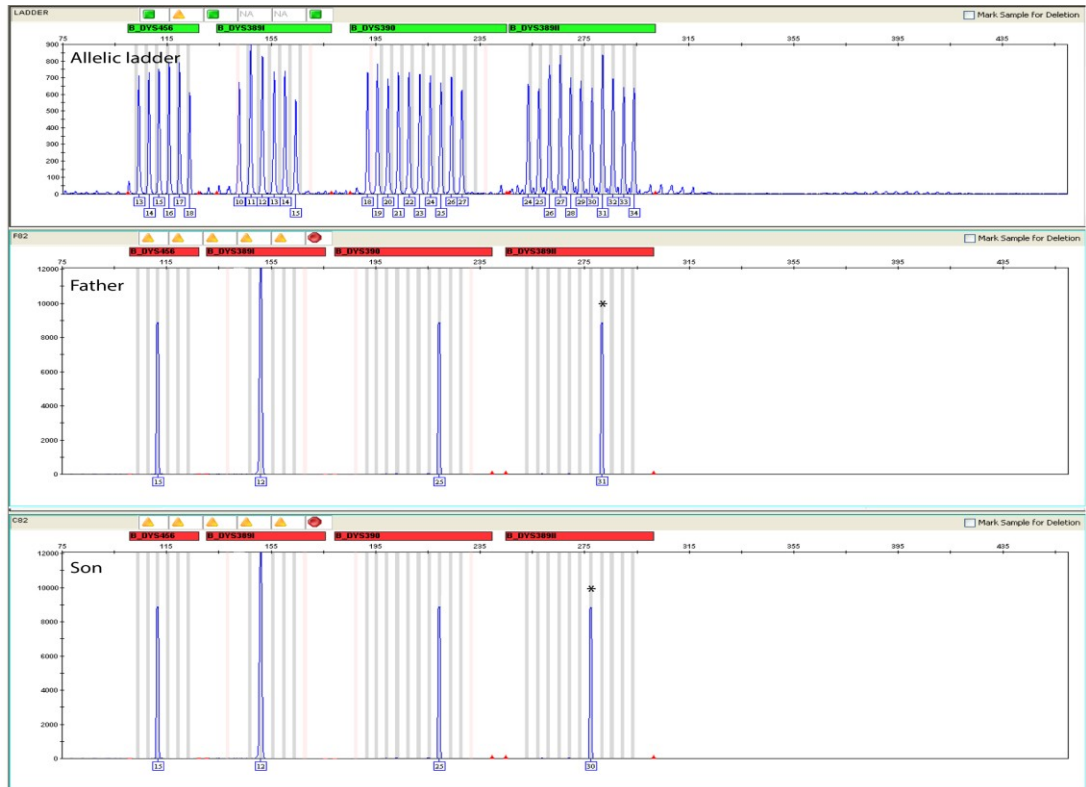 LADDER NA NA Mark Sample for Deletion
B_DYS456 B_DYS389I B_DYS390 B_DYS389II
75 115 155 195 235 275 315 355 395 435
Allelic ladder
900
800
700
600
500
400
300
200
100
0
13 15 17 10 11 12 13 14 18 20 22 24 26 27 24 25 27 29 30 32 33
14 16 18 15 19 21 23 25 26 28 31 34
F02 Mark Sample for Deletion
B_DYS456 B_DYS389I B_DYS390 B_DYS389II
75 115 155 195 235 275 315 355 395 435
Father
12000
10000
8000
6000
4000
2000
0
*
15 12 25 31
C02 Mark Sample for Deletion
B_DYS456 B_DYS389I B_DYS390 B_DYS389II
75 115 155 195 235 275 315 355 395 435
Son
12000
10000
8000
6000
4000
2000
0
*
15 12 25 30